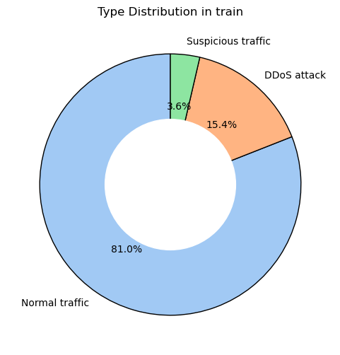 Type Distribution in train
Suspicious traffic
DDoS attack
3.6%
15.4%
81.0%
Normal traffic